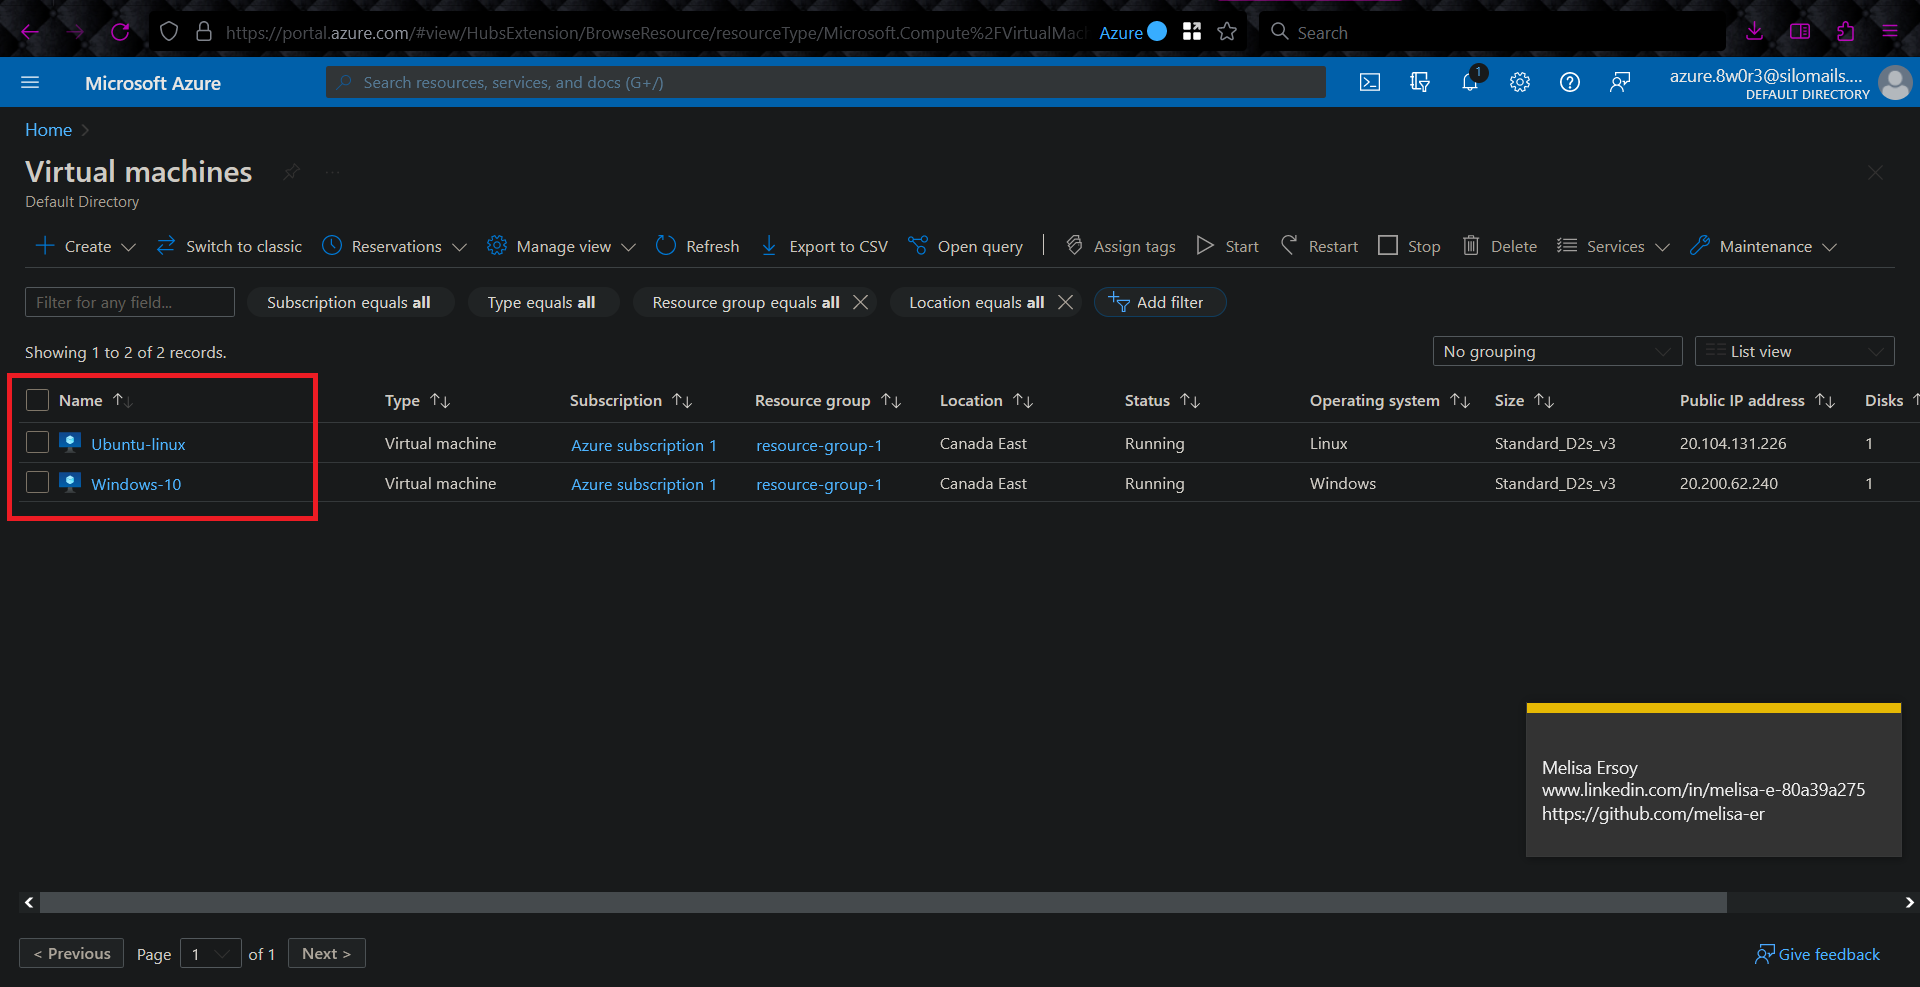 https://portal.azure.com/#view/HubsExtension/BrowseResource/resourceType/Microsoft.Compute%2FVirtualMac Azure Search
Microsoft Azure Search resources, services, and docs (G+/) 1 azure.8w0r3@silomails....
DEFAULT DIRECTORY
Home
Virtual machines ...
Default Directory
Create Switch to classic Reservations Manage view Refresh Export to CSV Open query Assign tags Start Restart Stop Delete Services Maintenance
Filter for any field... Subscription equals all Type equals all Resource group equals all Location equals all Add filter
Showing 1 to 2 of 2 records. No grouping List view
Name Type Subscription Resource group Location Status Operating system Size Public IP address Disks
Ubuntu-linux Virtual machine Azure subscription 1 resource-group-1 Canada East Running Linux Standard_D2s_v3 20.104.131.226 1
Windows-10 Virtual machine Azure subscription 1 resource-group-1 Canada East Running Windows Standard_D2s_v3 20.200.62.240 1
Melisa Ersoy
www.linkedin.com/in/melisa-e-80a39a275
https://github.com/melisa-er
< Previous Page 1 of 1 Next > Give feedback